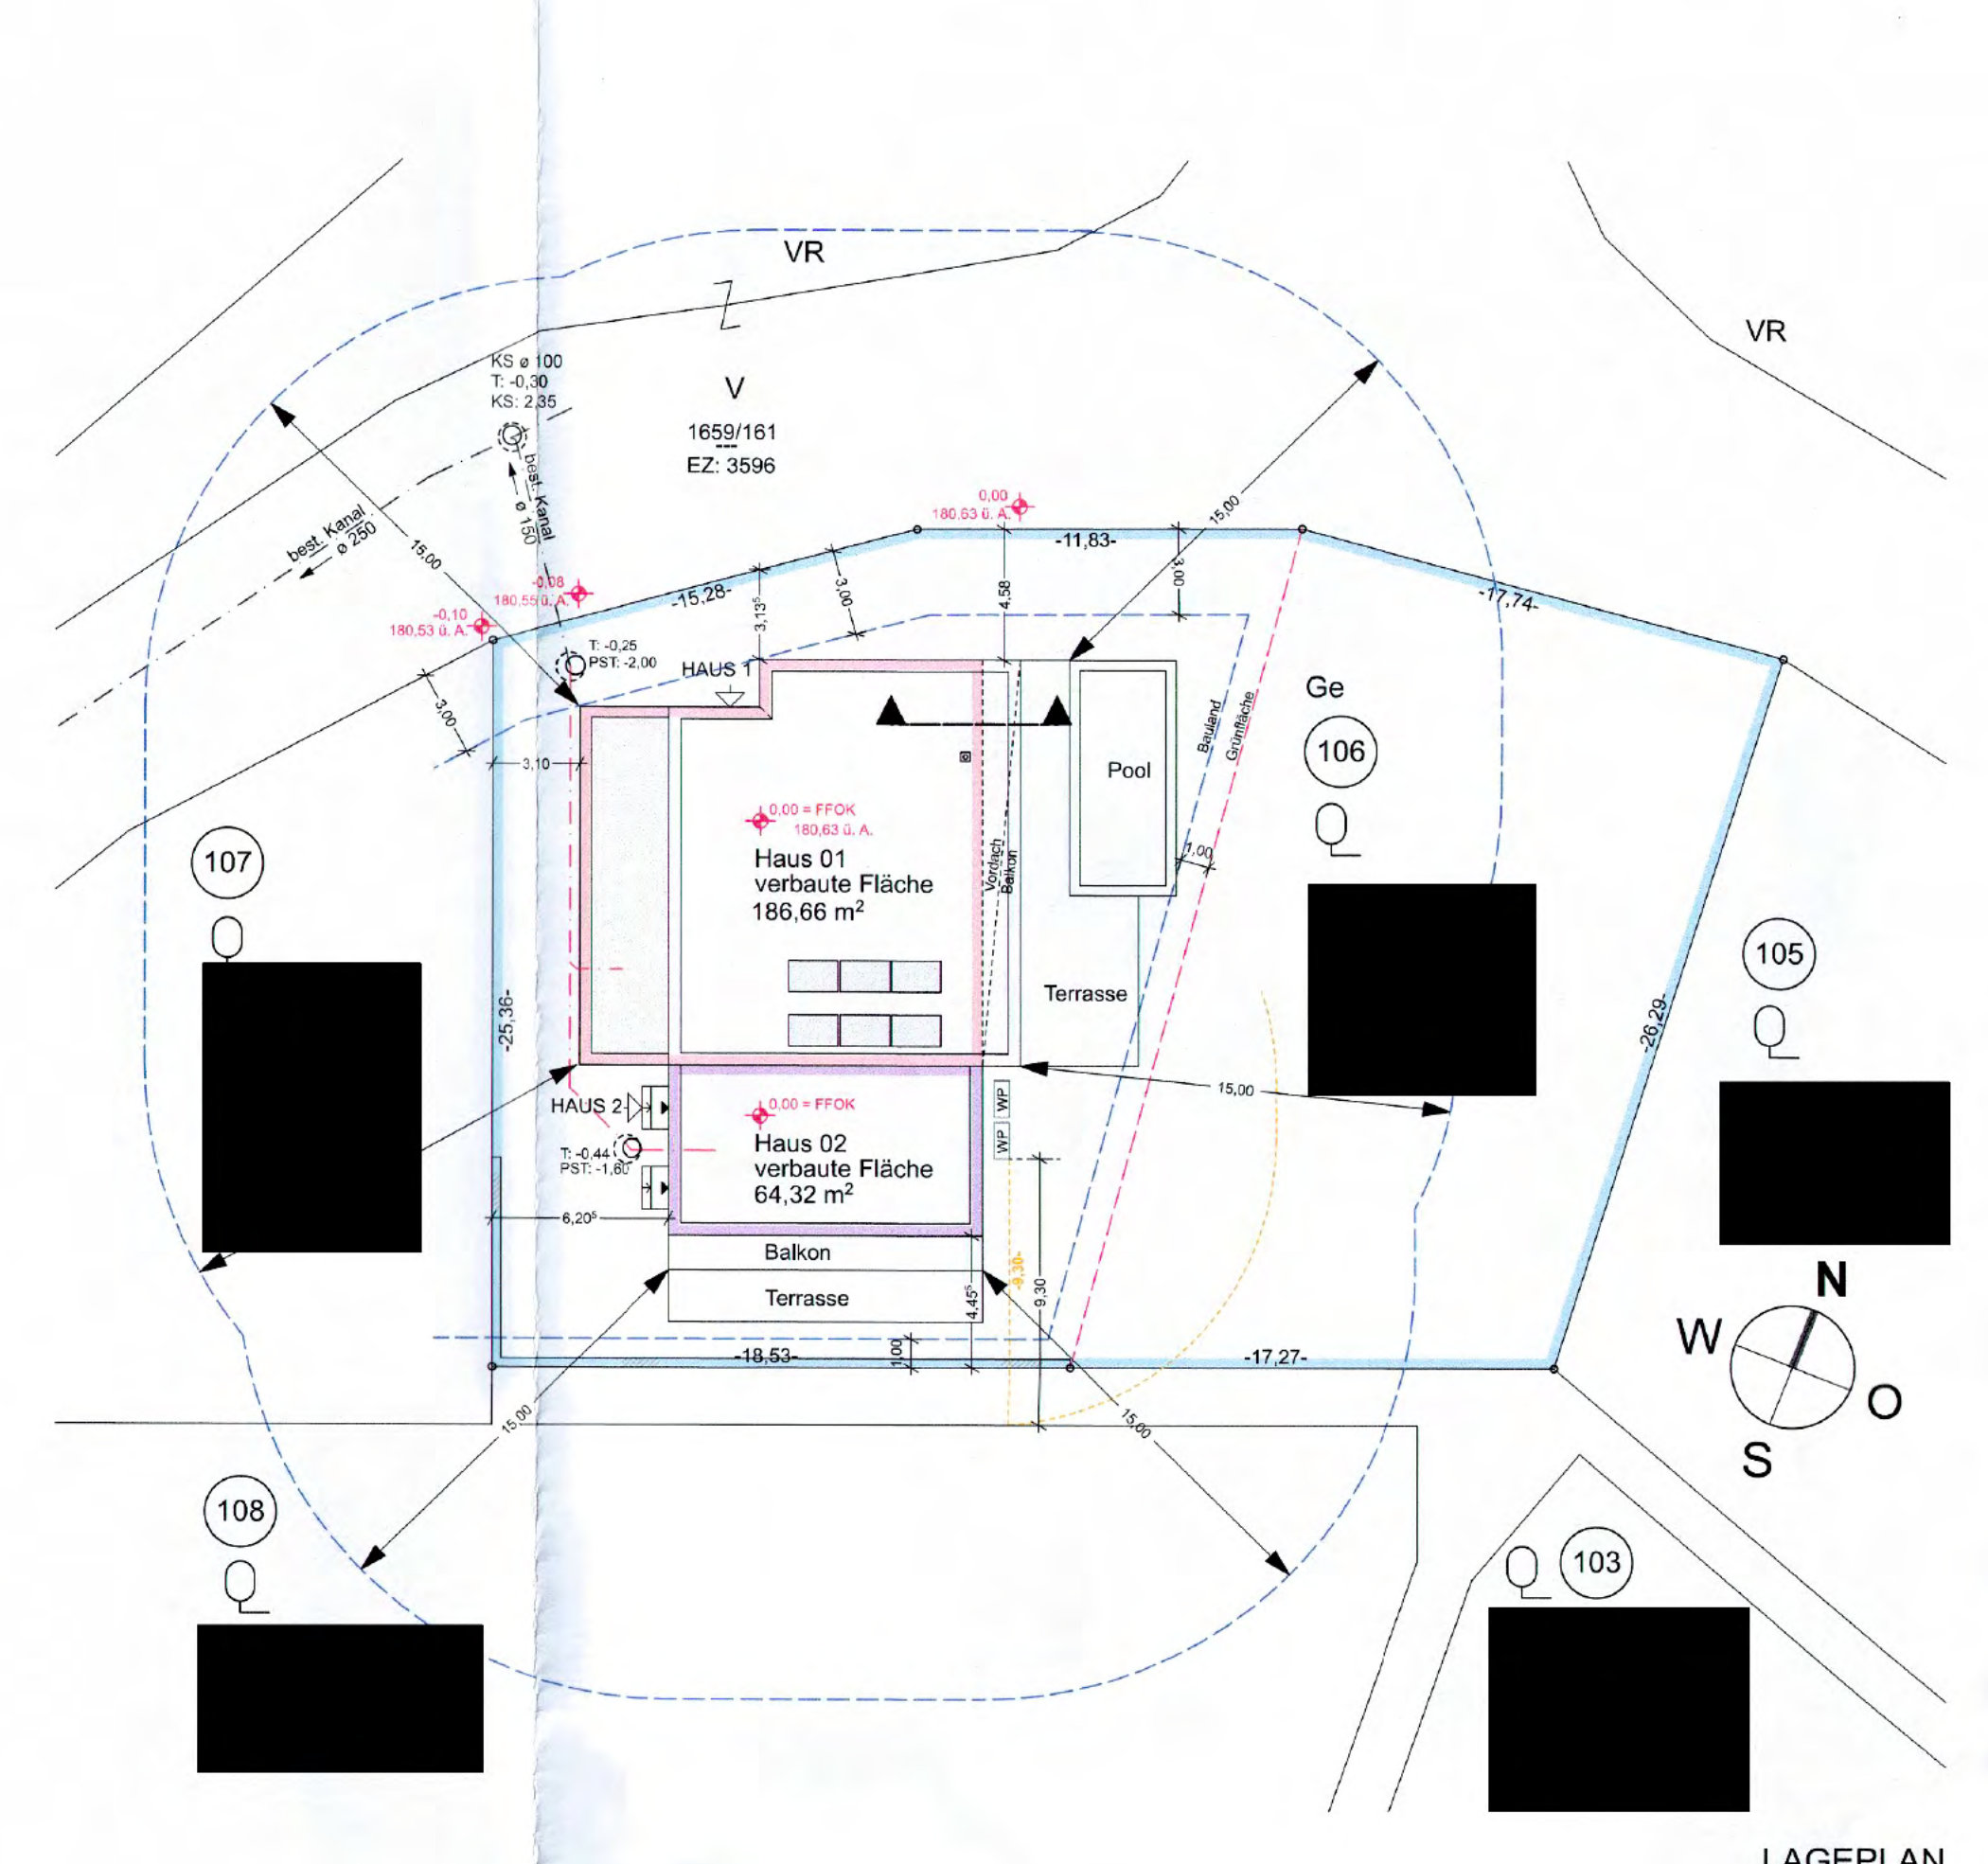 VR
VR
KS ø 100
T: -0,30
KS: 2,35
V
1659/161
---
EZ: 3596
best. Kanal
ø 150
best. Kanal
ø 250
15,00
15,00
0,00
180,63 ü. A.
-11,83-
-15,28-
-17,74-
3,00
3,00
4,58
3,13⁵
-0,08
180,55 ü. A.
-0,10
180,53 ü. A.
T: -0,25
PST: -2,00
HAUS 1
3,00
3,10
Ge
106
Bauland
Grünfläche
Pool
0,00 = FFOK
180,63 ü. A.
Haus 01
verbaute Fläche
186,66 m²
Vordach
Balkon
1,00
107
105
Terrasse
-25,36-
-26,29-
15,00
HAUS 2
WP
WP
0,00 = FFOK
Haus 02
verbaute Fläche
64,32 m²
T: -0,44
PST: -1,60
6,20⁵
Balkon
Terrasse
-9,30-
9,30
4,45⁵
1,00
-18,53-
-17,27-
15,00
15,00
N
W
O
S
108
103
LAGEPLAN